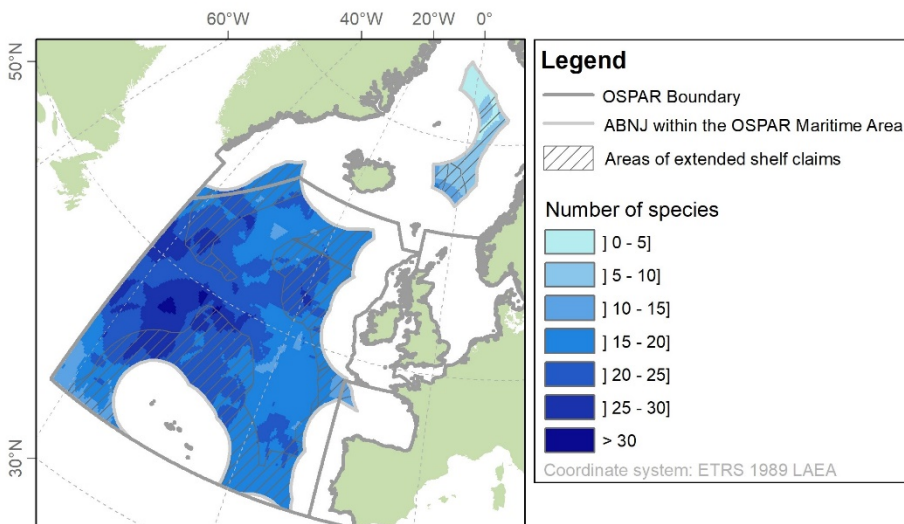 60°W 40°W 20°W 0°
50°N
30°N
Legend
OSPAR Boundary
ABNJ within the OSPAR Maritime Area
Areas of extended shelf claims
Number of species
] 0 - 5]
] 5 - 10]
] 10 - 15]
] 15 - 20]
] 20 - 25]
] 25 - 30]
> 30
Coordinate system: ETRS 1989 LAEA